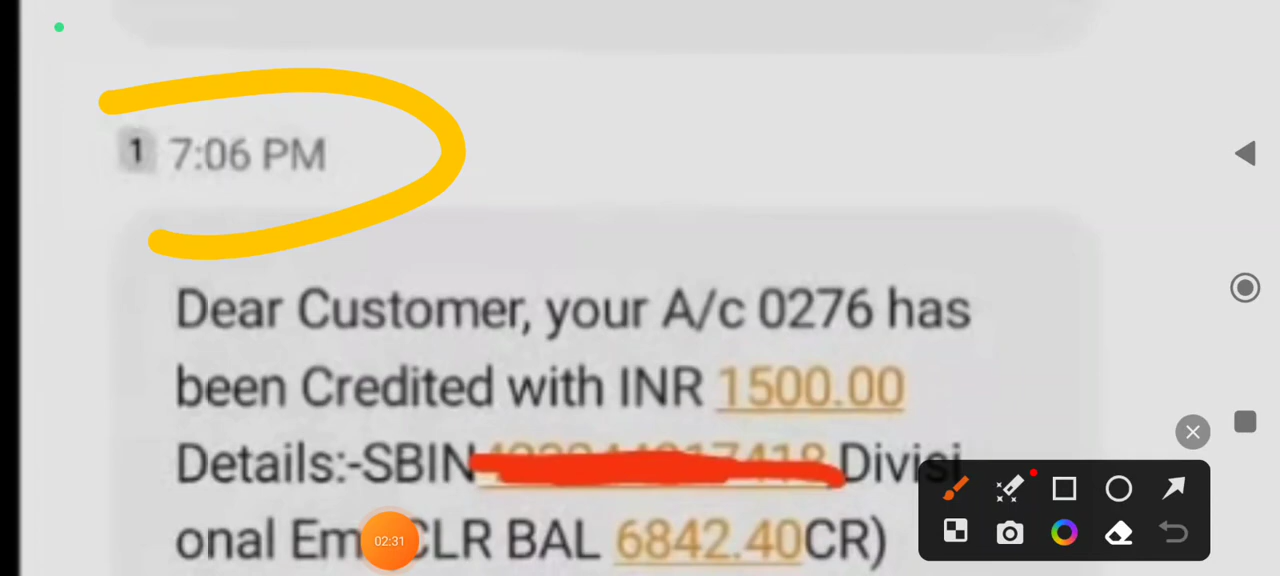 1 7:06 PM
Dear Customer, your A/c 0276 has
been Credited with INR 1500.00
Details:-SBIN Divisi
onal Em CLR BAL 6842.40CR)
02:31